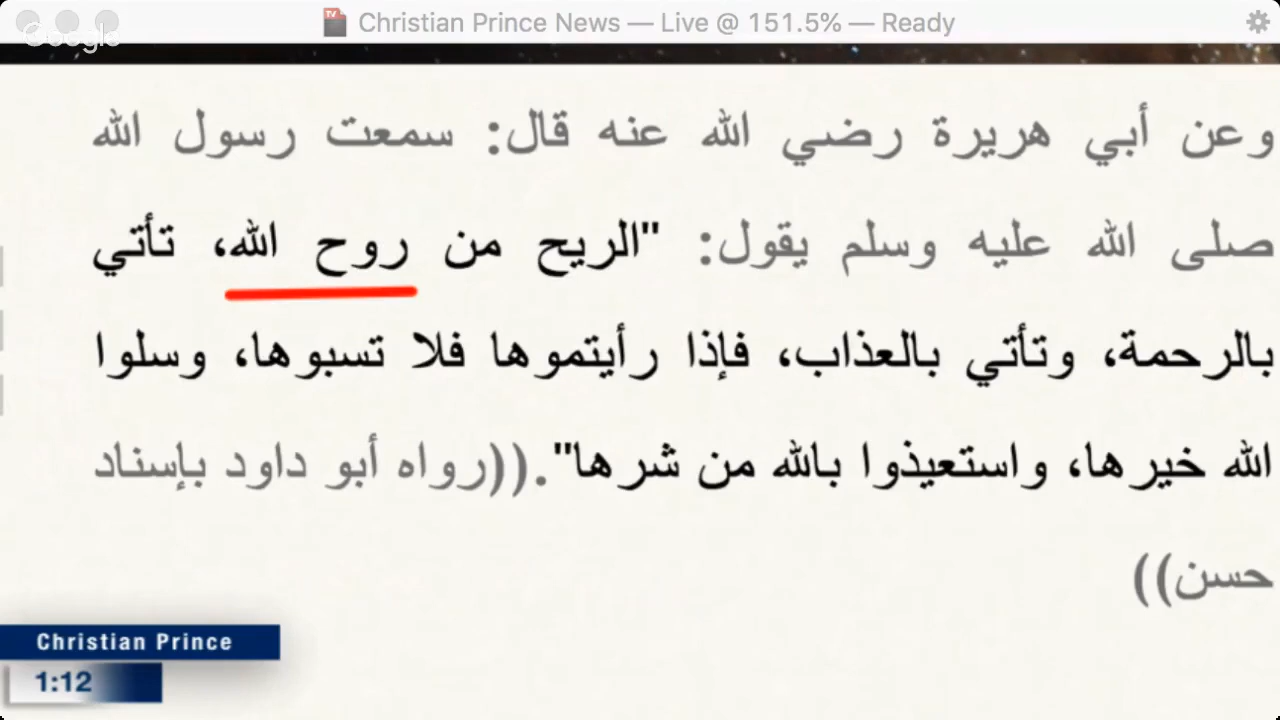 Christian Prince News — Live @ 151.5% — Ready
Google
وعن أبي هريرة رضي الله عنه قال: سمعت رسول الله
صلى الله عليه وسلم يقول: "الريح من روح الله، تأتي
بالرحمة، وتأتي بالعذاب، فإذا رأيتموها فلا تسبوها، وسلوا
الله خيرها، واستعيذوا بالله من شرها".((رواه أبو داود بإسناد
حسن))
Christian Prince
1:12